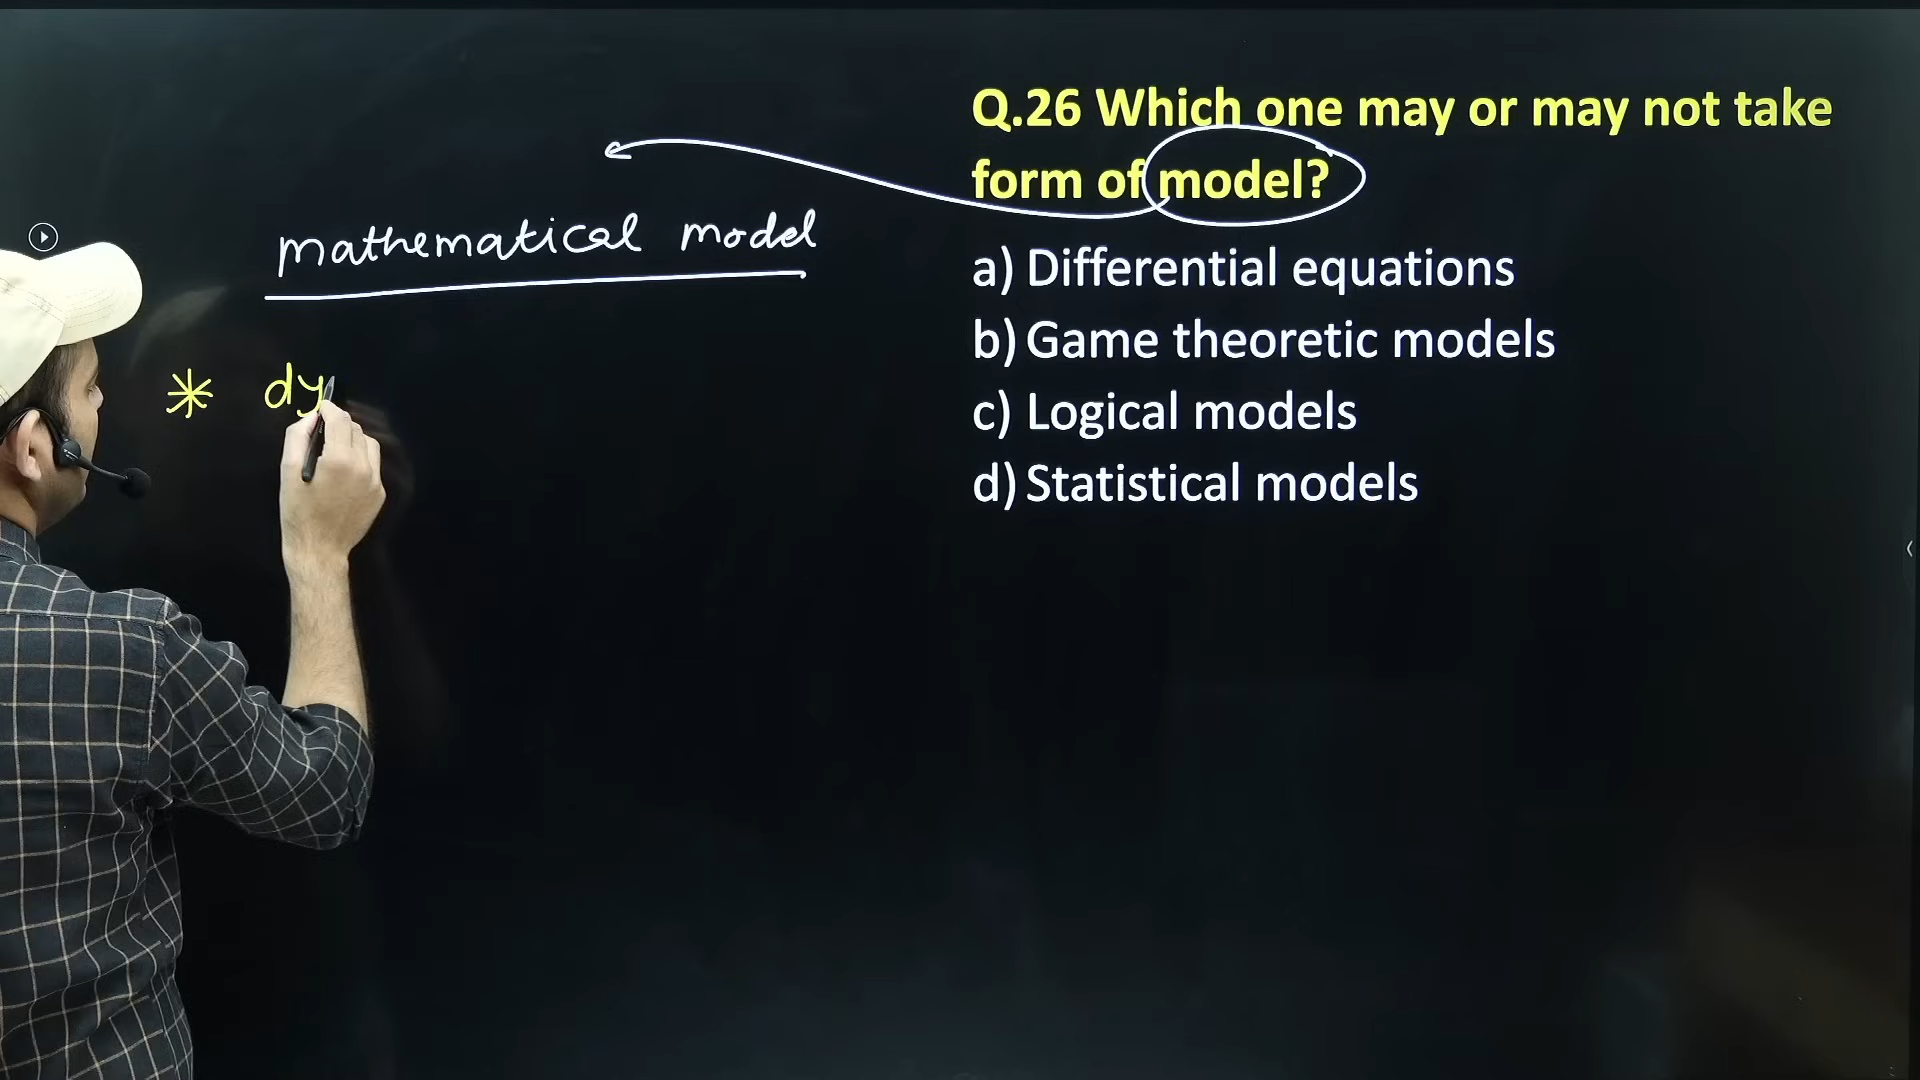 Q.26 Which one may or may not take
form of model?
a) Differential equations
b) Game theoretic models
c) Logical models
d) Statistical models
mathematical model
* dy